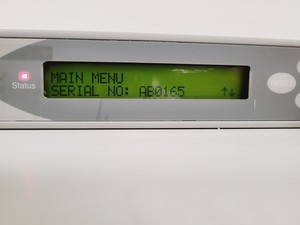 MAIN MENU
SERIAL NO: AB0165 ↑↓
Status